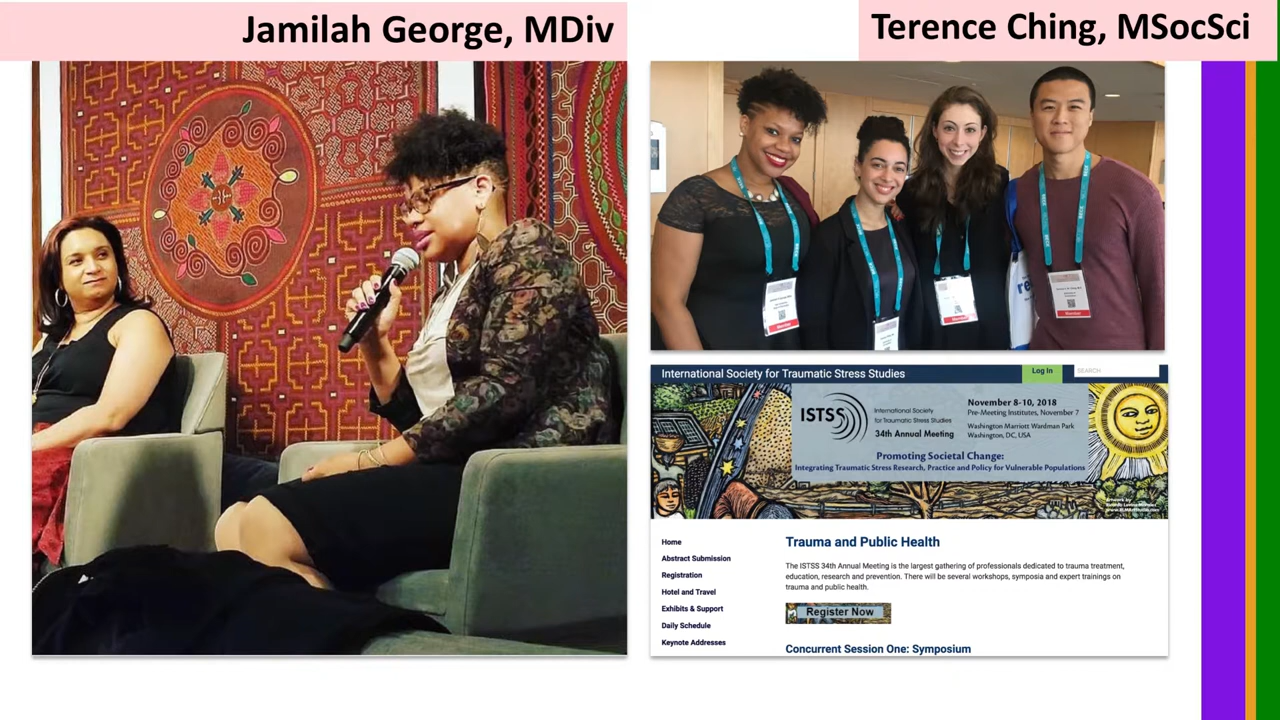 Jamilah George, MDiv
Terence Ching, MSocSci
International Society for Traumatic Stress Studies
Log In
SEARCH
ISTSS
International Society
for Traumatic Stress Studies
34th Annual Meeting
November 8-10, 2018
Pre-Meeting Institutes, November 7
Washington Marriott Wardman Park
Washington, DC, USA
Promoting Societal Change:
Integrating Traumatic Stress Research, Practice and Policy for Vulnerable Populations
Artwork by
Home
Abstract Submission
Registration
Hotel and Travel
Exhibits & Support
Daily Schedule
Keynote Addresses
Trauma and Public Health
The ISTSS 34th Annual Meeting is the largest gathering of professionals dedicated to trauma treatment,
education, research and prevention. There will be several workshops, symposia and expert trainings on
trauma and public health.
Register Now
Concurrent Session One: Symposium